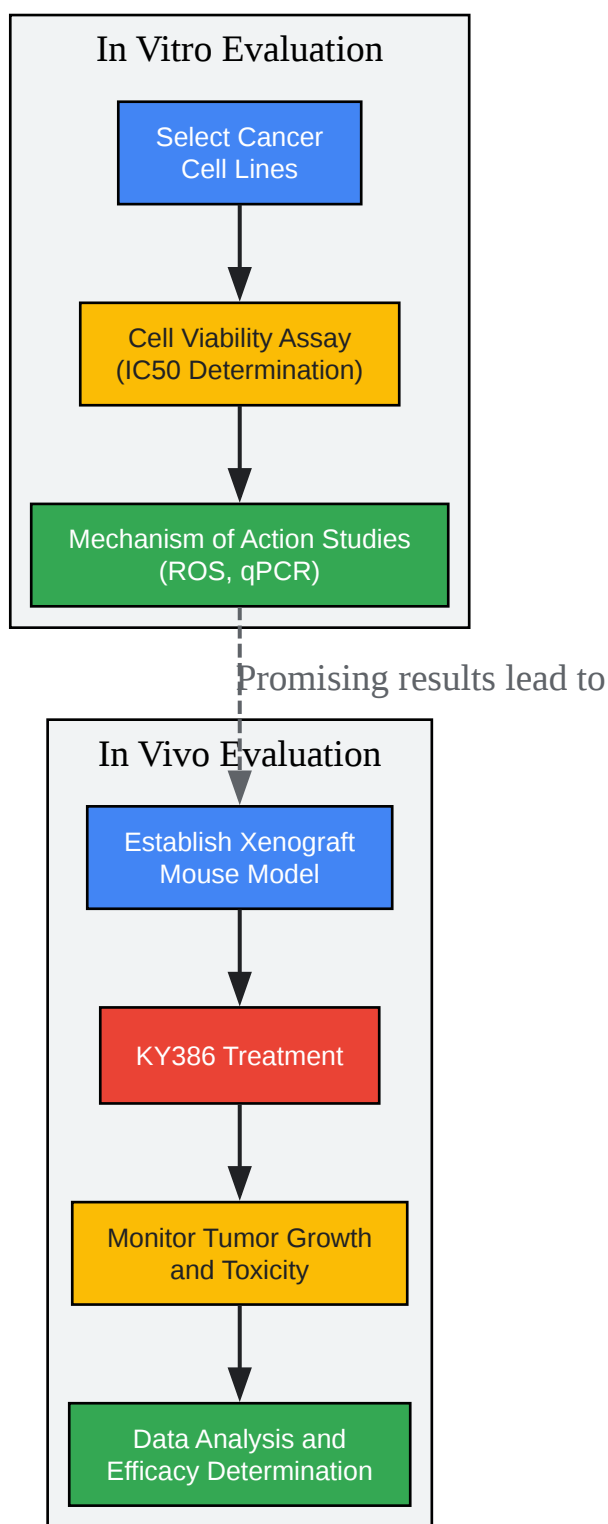 In Vitro Evaluation
Select Cancer
Cell Lines
Cell Viability Assay
(IC50 Determination)
Mechanism of Action Studies
(ROS, qPCR)
Promising results lead to
In Vivo Evaluation
Establish Xenograft
Mouse Model
KY386 Treatment
Monitor Tumor Growth
and Toxicity
Data Analysis and
Efficacy Determination